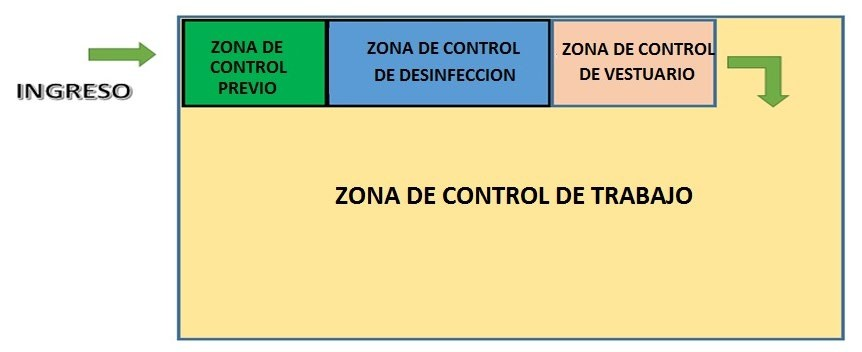 INGRESO
ZONA DE
CONTROL
PREVIO
ZONA DE CONTROL
DE DESINFECCION
ZONA DE CONTROL
DE VESTUARIO
ZONA DE CONTROL DE TRABAJO